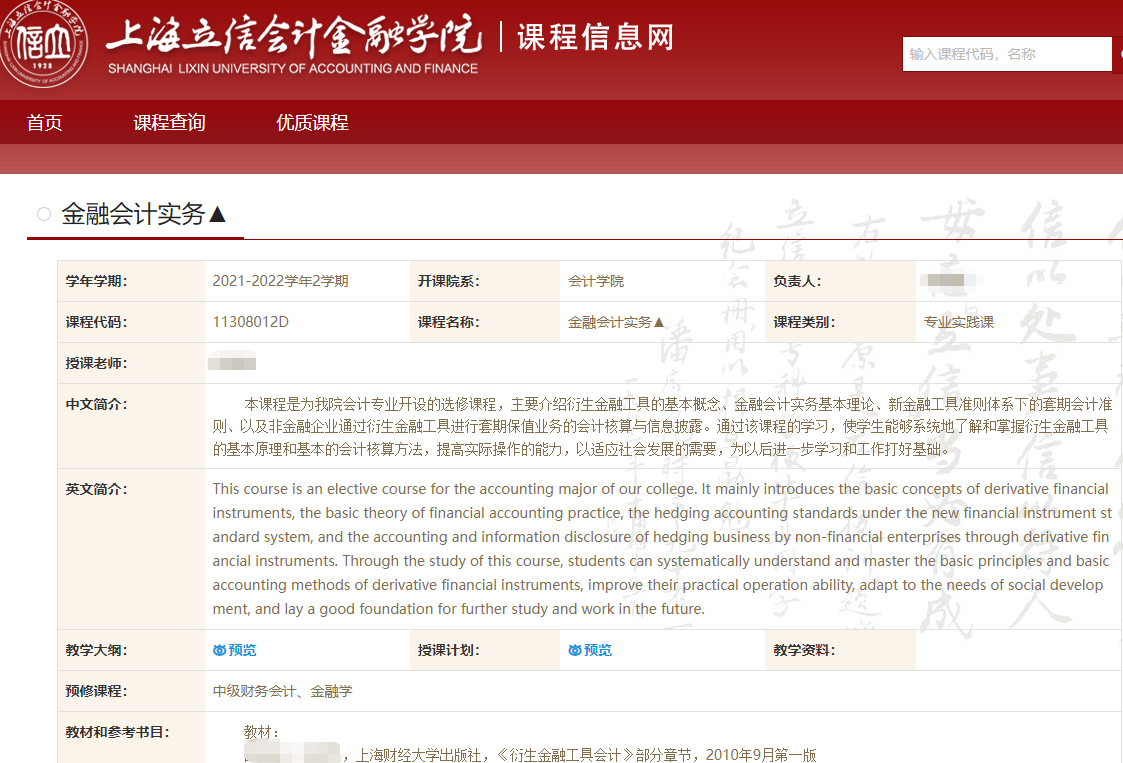 上海立信会计金融学院 课程信息网
SHANGHAI LIXIN UNIVERSITY OF ACCOUNTING AND FINANCE
1928
输入课程代码，名称
首页 课程查询 优质课程
金融会计实务▲
学年学期： 2021-2022学年2学期 开课院系： 会计学院 负责人：
课程代码： 11308012D 课程名称： 金融会计实务▲ 课程类别： 专业实践课
授课老师：
中文简介： 本课程是为我院会计专业开设的选修课程，主要介绍衍生金融工具的基本概念、金融会计实务基本理论、新金融工具准则体系下的套期会计准
则、以及非金融企业通过衍生金融工具进行套期保值业务的会计核算与信息披露。通过该课程的学习，使学生能够系统地了解和掌握衍生金融工具
的基本原理和基本的会计核算方法，提高实际操作的能力，以适应社会发展的需要，为以后进一步学习和工作打好基础。
英文简介： This course is an elective course for the accounting major of our college. It mainly introduces the basic concepts of derivative financial
instruments, the basic theory of financial accounting practice, the hedging accounting standards under the new financial instrument st
andard system, and the accounting and information disclosure of hedging business by non-financial enterprises through derivative fin
ancial instruments. Through the study of this course, students can systematically understand and master the basic principles and basic
accounting methods of derivative financial instruments, improve their practical operation ability, adapt to the needs of social develop
ment, and lay a good foundation for further study and work in the future.
教学大纲： 预览 授课计划： 预览 教学资料：
预修课程： 中级财务会计、金融学
教材和参考书目： 教材：
，上海财经大学出版社，《衍生金融工具会计》部分章节，2010年9月第一版